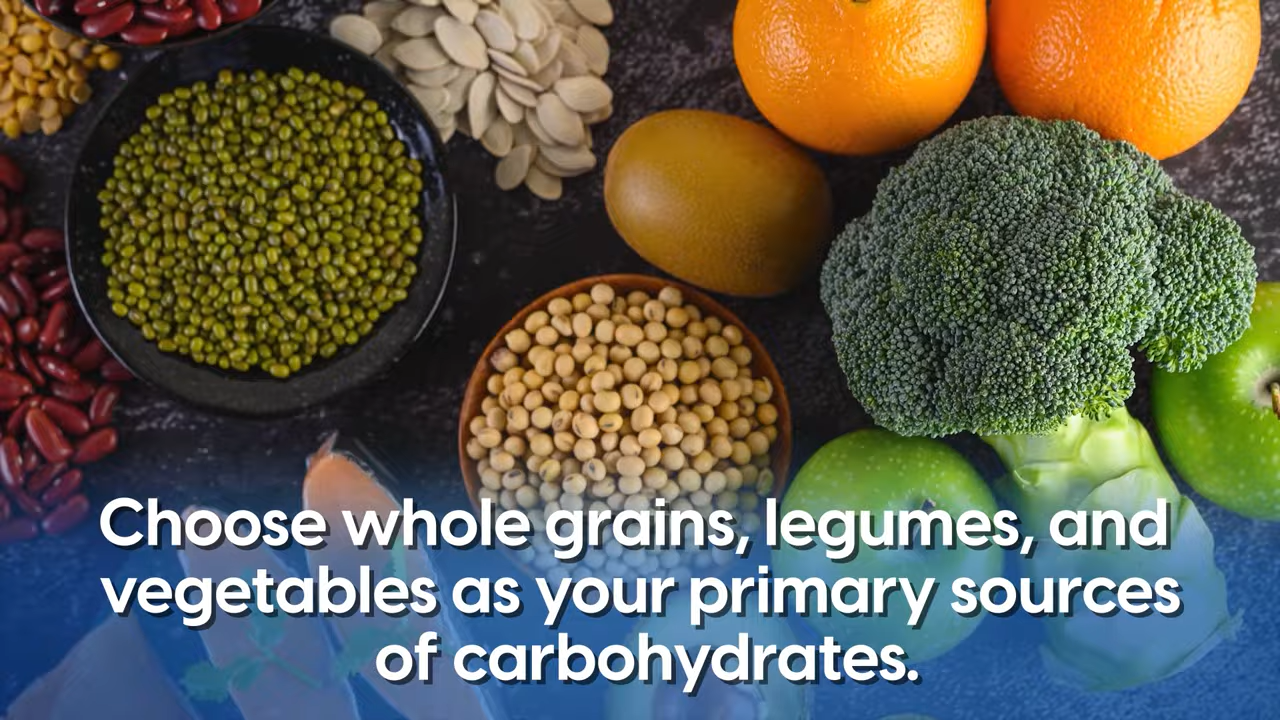 Choose whole grains, legumes, and
vegetables as your primary sources
of carbohydrates.